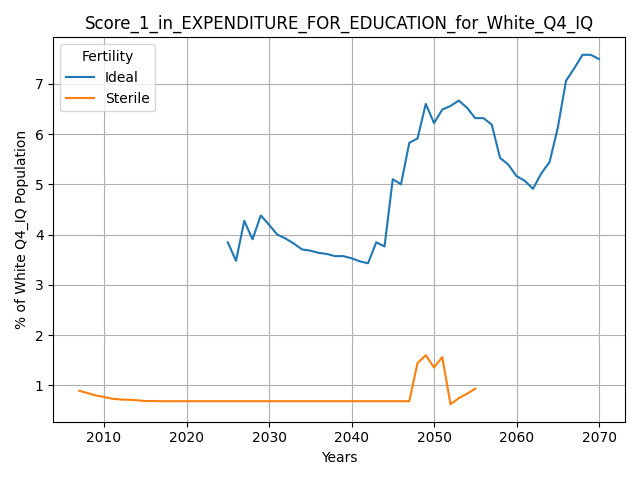 Score_1_in_EXPENDITURE_FOR_EDUCATION_for_White_Q4_IQ
Fertility
Ideal
Sterile
% of White Q4_IQ Population
7
6
5
4
3
2
1
2010 2020 2030 2040 2050 2060 2070
Years